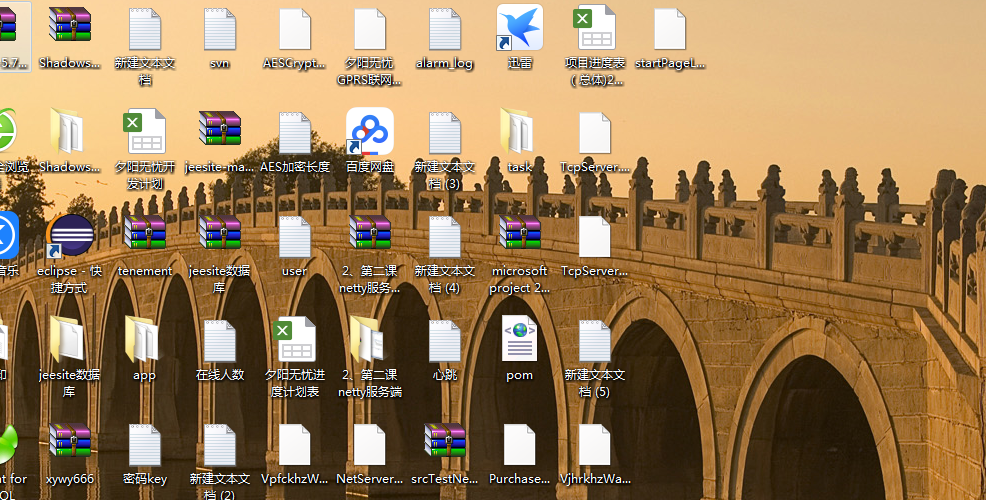 5.7...
Shadows...
新建文本文
档
svn
AESCrypt...
夕阳无忧
GPRS联网...
alarm_log
迅雷
项目进度表
(总体)2...
startPageL...
全浏览
Shadows...
夕阳无忧开
发计划
jeesite-ma...
AES加密长度
百度网盘
新建文本文
档 (3)
task
TcpServer....
音乐
eclipse - 快
捷方式
tenement
jeesite数据
库
user
2、第二课
netty服务...
新建文本文
档 (4)
microsoft
project 2...
TcpServer...
知
jeesite数据
库
app
在线人数
夕阳无忧进
度计划表
2、第二课
netty服务端
心跳
pom
新建文本文
档 (5)
t for
QL
xywy666
密码key
新建文本文
档 (2)
VpfckhzW...
NetServer...
srcTestNe...
Purchase...
VjhrkhzWa...